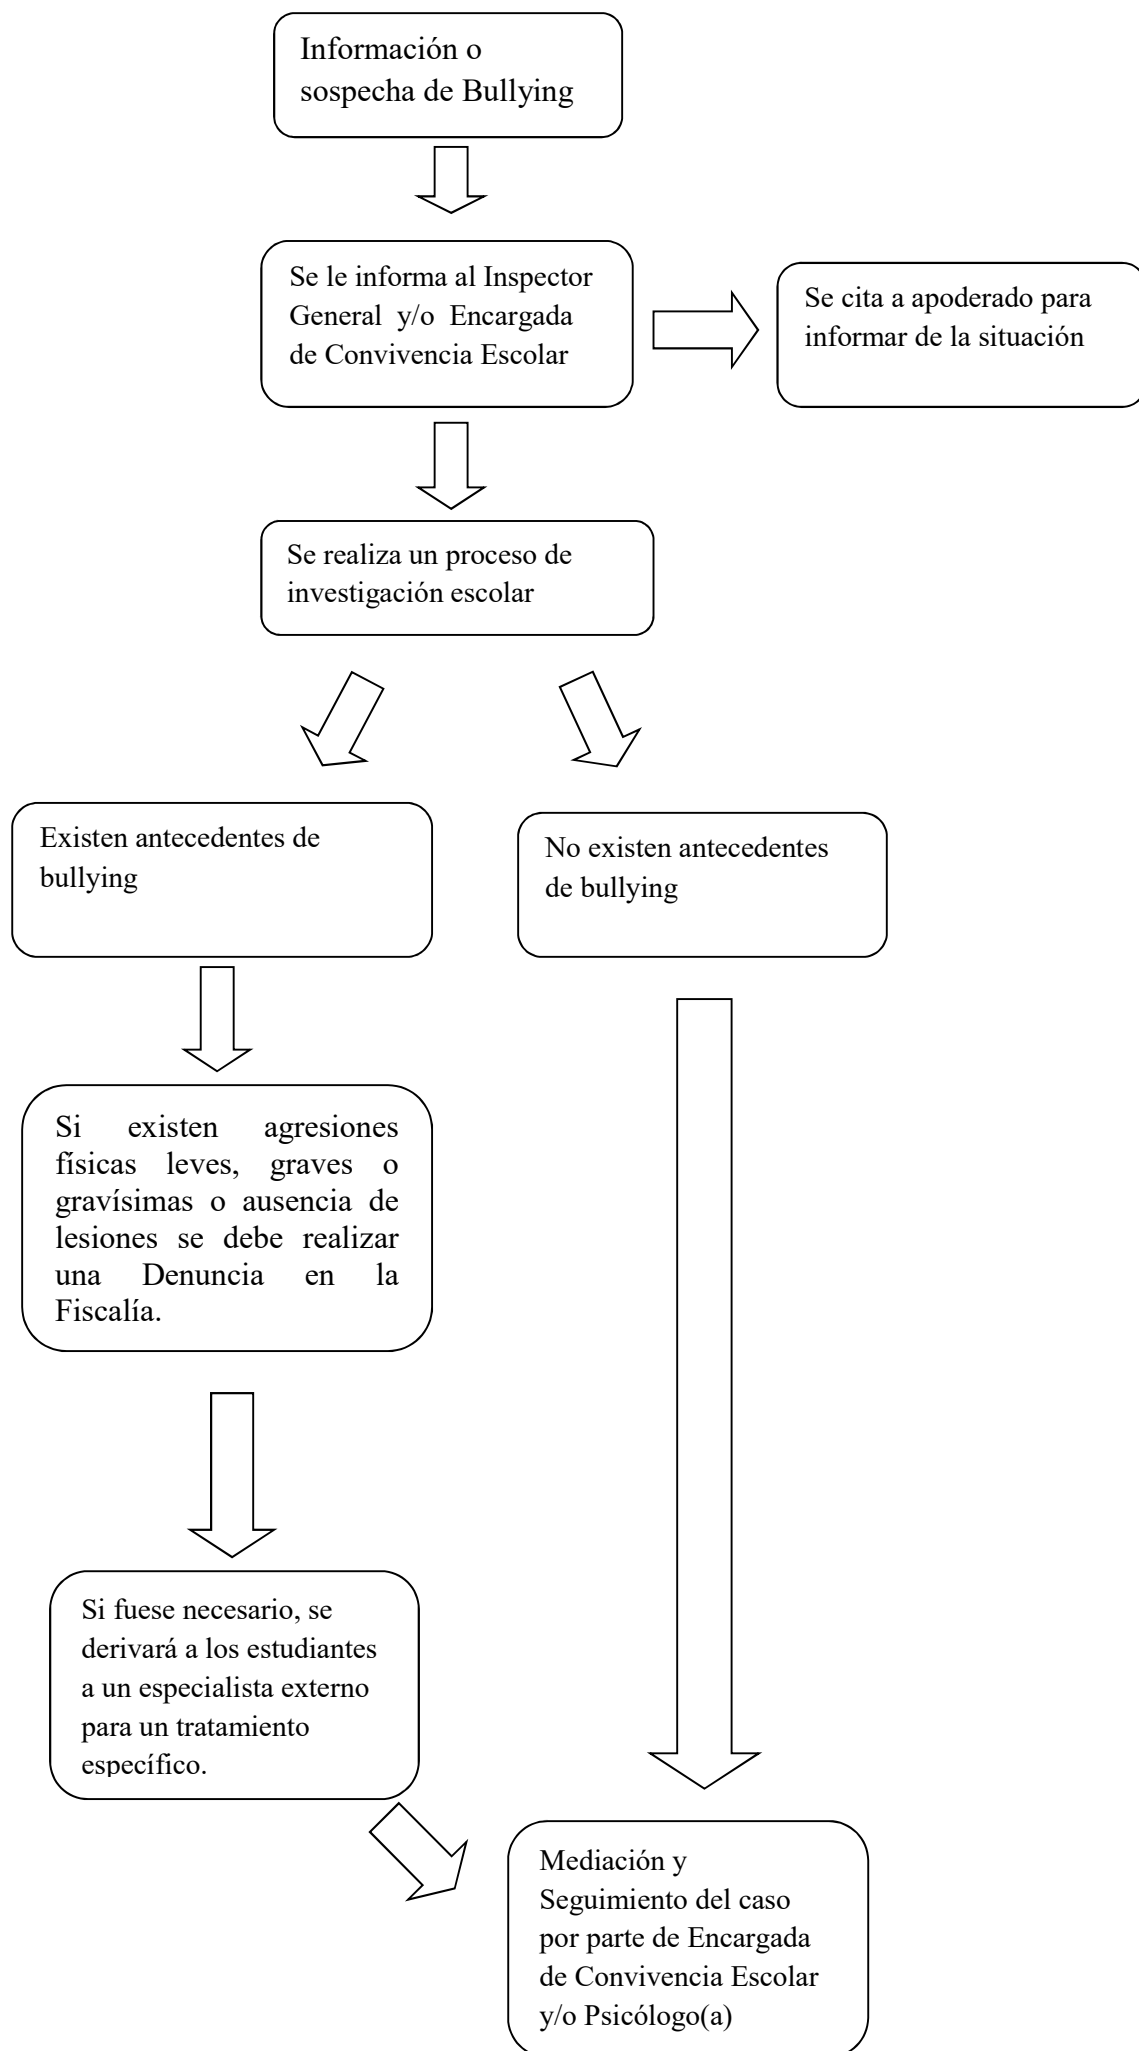 Información o
sospecha de Bullying
Se le informa al Inspector
General y/o Encargada
de Convivencia Escolar
Se cita a apoderado para
informar de la situación
Se realiza un proceso de
investigación escolar
Existen antecedentes de
bullying
No existen antecedentes
de bullying
Si existen agresiones
físicas leves, graves o
gravísimas o ausencia de
lesiones se debe realizar
una Denuncia en la
Fiscalía.
Si fuese necesario, se
derivará a los estudiantes
a un especialista externo
para un tratamiento
específico.
Mediación y
Seguimiento del caso
por parte de Encargada
de Convivencia Escolar
y/o Psicólogo(a)